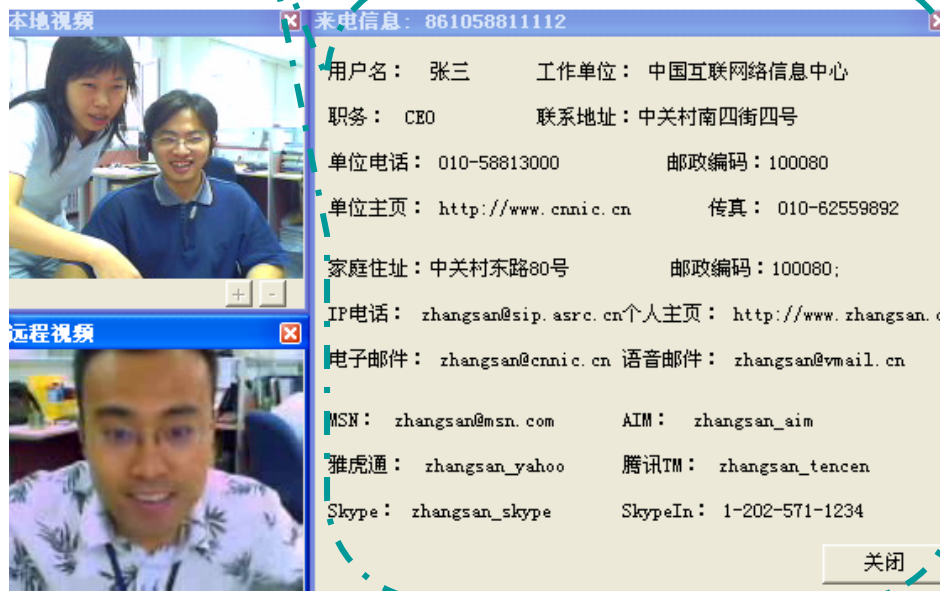 本地视频
来电信息: 861058811112
用户名： 张三 工作单位： 中国互联网络信息中心
职务： CEO 联系地址：中关村南四街四号
单位电话： 010-58813000 邮政编码：100080
单位主页： http://www.cnnic.cn 传真： 010-62559892
家庭住址：中关村东路80号 邮政编码：100080;
IP电话： zhangsan@sip.asrc.cn个人主页： http://www.zhangsan.c
电子邮件： zhangsan@cnnic.cn 语音邮件： zhangsan@vmail.cn
MSN： zhangsan@msn.com AIM： zhangsan_aim
雅虎通： zhangsan_yahoo 腾讯TM： zhangsan_tencen
Skype： zhangsan_skype SkypeIn： 1-202-571-1234
关闭
远程视频